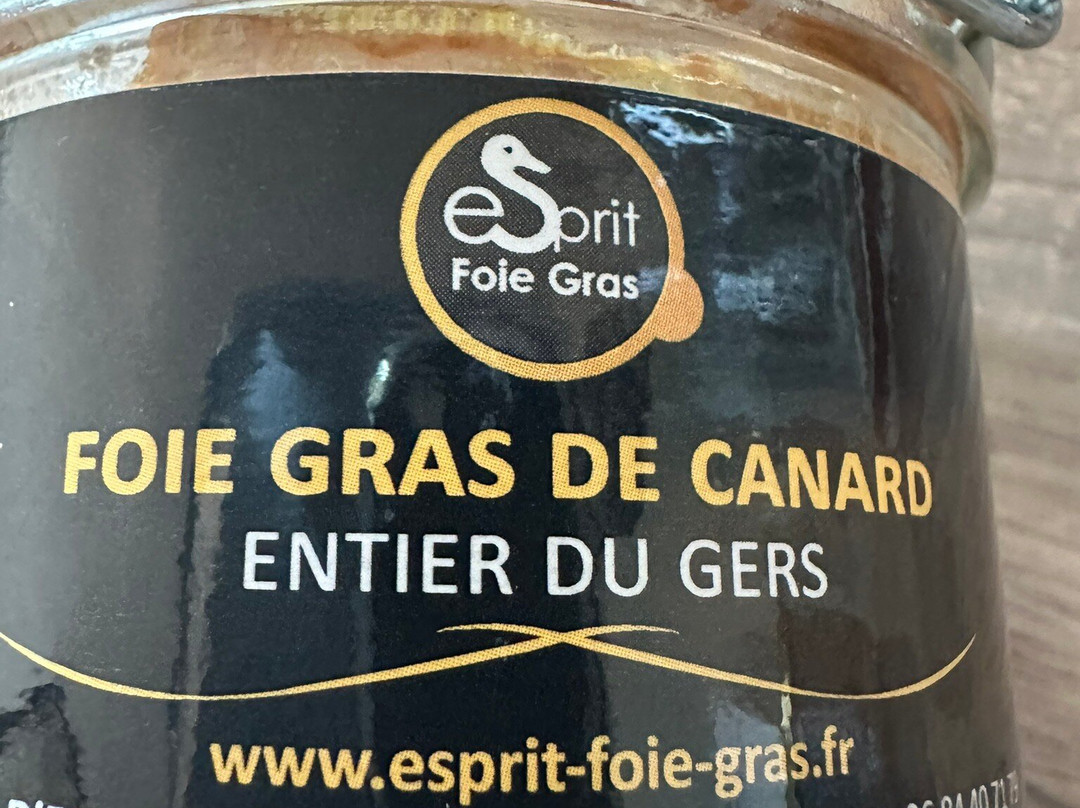 eSprit
Foie Gras
FOIE GRAS DE CANARD
ENTIER DU GERS
www.esprit-foie-gras.fr